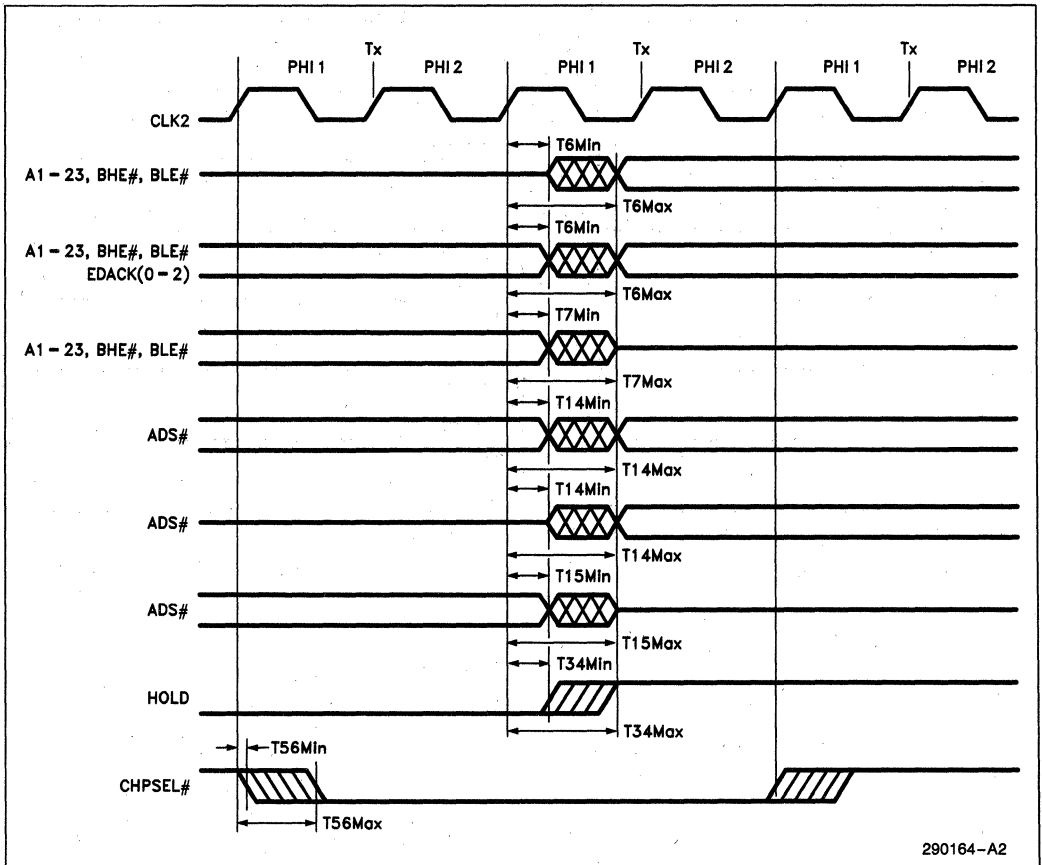 Tx Tx Tx
PHI 1 PHI 2 PHI 1 PHI 2 PHI 1 PHI 2
CLK2
T6Min
A1-23, BHE#, BLE#
T6Max
T6Min
A1-23, BHE#, BLE#
EDACK(0-2)
T6Max
T7Min
A1-23, BHE#, BLE#
T7Max
T14Min
ADS#
T14Max
T14Min
ADS#
T14Max
T15Min
ADS#
T15Max
T34Min
HOLD
T34Max
T56Min
CHPSEL#
T56Max
290164-A2